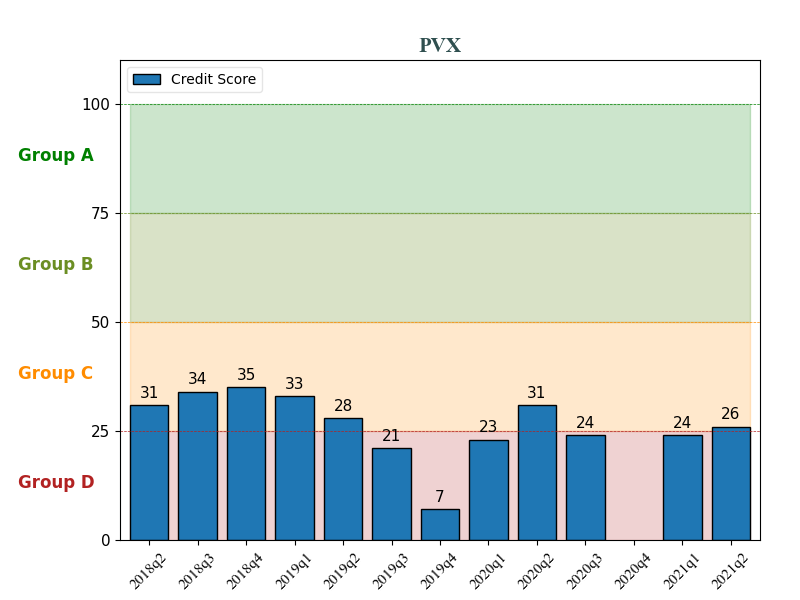 PVX
Credit Score
100
Group A
75
Group B
50
Group C
25
Group D
0
31
34
35
33
28
21
7
23
31
24
24
26
2018q2
2018q3
2018q4
2019q1
2019q2
2019q3
2019q4
2020q1
2020q2
2020q3
2020q4
2021q1
2021q2